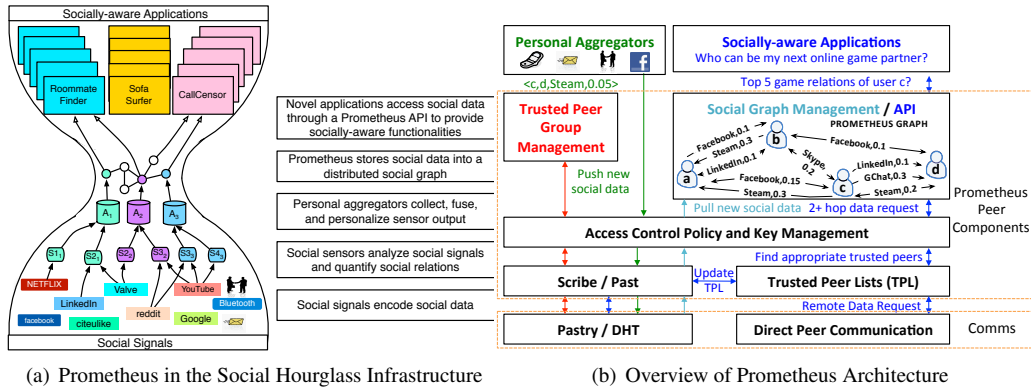 Socially-aware Applications
Roommate
Finder
Sofa
Surfer
CallCensor
A1
A2
A3
S1₁
S2₁
S2₂
S3₂
S3₃
S4₃
NETFLIX
LinkedIn
Valve
YouTube
Bluetooth
facebook
citeulike
reddit
Google
Social Signals
Novel applications access social data
through a Prometheus API to provide
socially-aware functionalities
Prometheus stores social data into a
distributed social graph
Personal aggregators collect, fuse,
and personalize sensor output
Social sensors analyze social signals
and quantify social relations
Social signals encode social data
(a) Prometheus in the Social Hourglass Infrastructure
Personal Aggregators
f
<c,d,Steam,0.05>
Socially-aware Applications
Who can be my next online game partner?
Top 5 game relations of user c?
Trusted Peer
Group
Management
Social Graph Management / API
PROMETHEUS GRAPH
Facebook,0.1
Steam,0.3
LinkedIn,0.1
Facebook,0.1
Skype,
0.2
LinkedIn,0.1
GChat,0.3
Facebook,0.15
Steam,0.3
Steam,0.2
a
b
c
d
Push new
social data
Pull new social data
2+ hop data request
Prometheus
Peer
Components
Access Control Policy and Key Management
Find appropriate trusted peers
Scribe / Past
Update
TPL
Trusted Peer Lists (TPL)
Remote Data Request
Pastry / DHT
Direct Peer Communication
Comms
(b) Overview of Prometheus Architecture